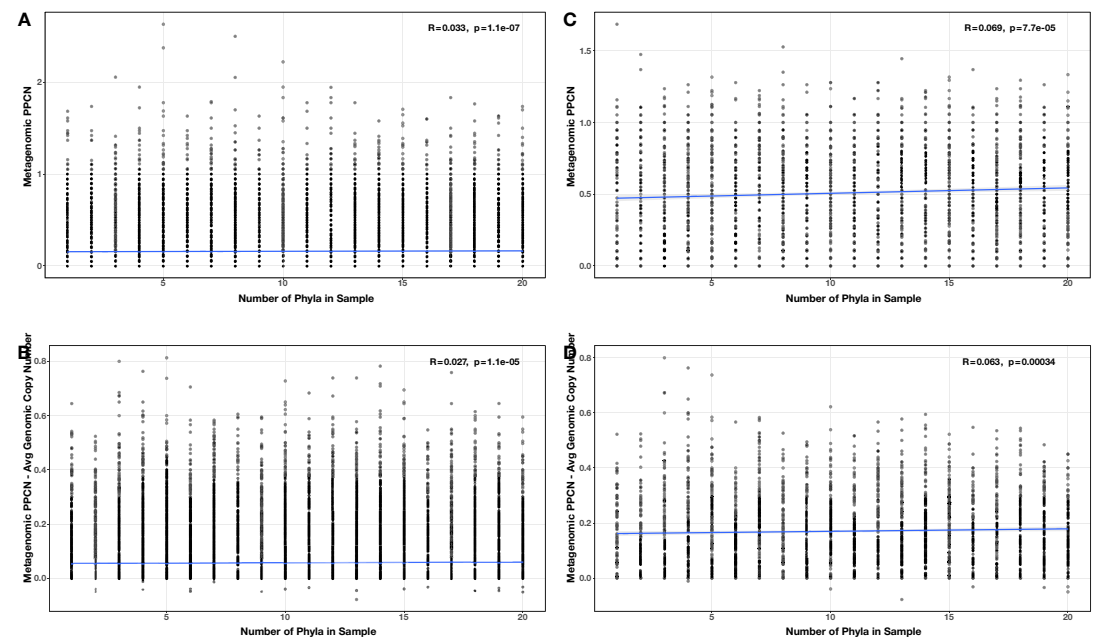 A
R=0.033, p=1.1e-07
Metagenomic PPCN
2
1
0
5
10
15
20
Number of Phyla in Sample
C
R=0.069, p=7.7e-05
Metagenomic PPCN
1.5
1.0
0.5
0.0
5
10
15
20
Number of Phyla in Sample
B
R=0.027, p=1.1e-05
Metagenomic PPCN - Avg Genomic Copy Number
0.8
0.6
0.4
0.2
0.0
5
10
15
20
Number of Phyla in Sample
D
R=0.063, p=0.00034
Metagenomic PPCN - Avg Genomic Copy Number
0.8
0.6
0.4
0.2
0.0
5
10
15
20
Number of Phyla in Sample